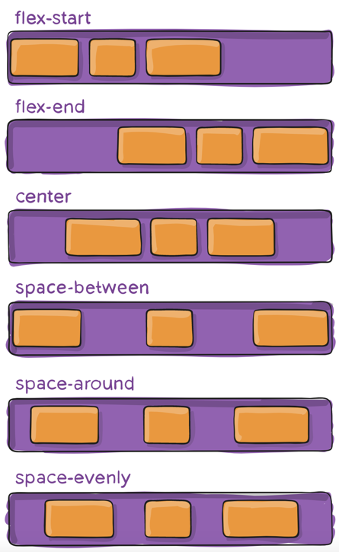 flex-start
flex-end
center
space-between
space-around
space-evenly